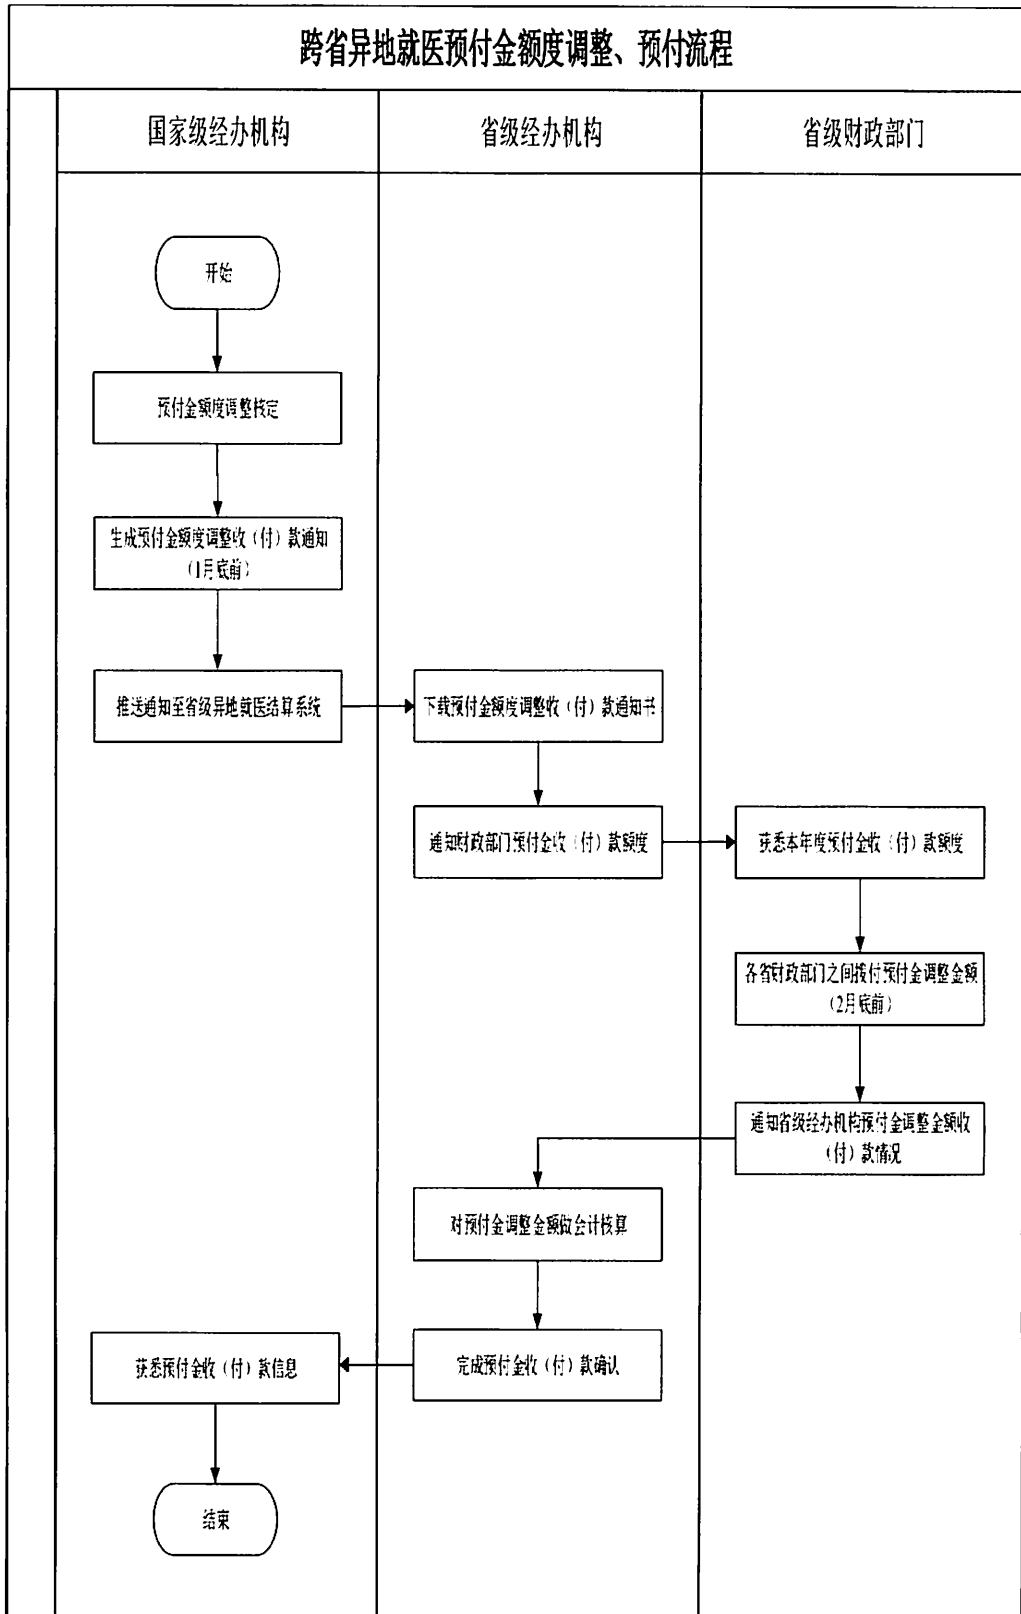 跨省异地就医预付金额度调整、预付流程
国家级经办机构
省级经办机构
省级财政部门
开始
预付金额度调整核定
生成预付金额度调整收（付）款通知
（1月底前）
推送通知至省级异地就医结算系统
下载预付金额度调整收（付）款通知书
通知财政部门预付金收（付）款额度
获悉本年度预付金收（付）款额度
各省财政部门之间拨付预付金调整金额
（2月底前）
通知省级经办机构预付金调整金额收
（付）款情况
对预付金调整金额做会计核算
完成预付金收（付）款确认
获悉预付金收（付）款信息
结束